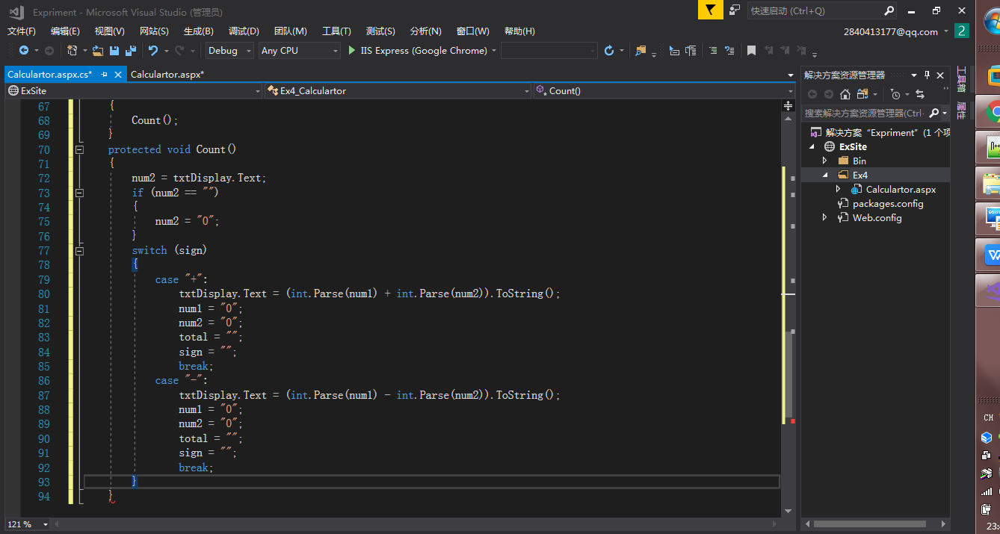 Expriment - Microsoft Visual Studio (管理员)
快速启动 (Ctrl+Q)
文件(F) 编辑(E) 视图(V) 网站(S) 生成(B) 调试(D) 团队(M) 工具(T) 测试(S) 分析(N) 窗口(W) 帮助(H)
2840413177@qq.com 2
Debug Any CPU IIS Express (Google Chrome)
Calculartor.aspx.cs* Calculartor.aspx*
解决方案资源管理器
工具箱
属性
ExSite Ex4_Calculartor Count()
搜索解决方案资源管理器(Ctrl-
解决方案 "Expriment" (1 个项
ExSite
Bin
Ex4
Calculartor.aspx
packages.config
Web.config
67 {
68 Count();
69 }
70 protected void Count()
71 {
72 num2 = txtDisplay.Text;
73 if (num2 == "")
74 {
75 num2 = "0";
76 }
77 switch (sign)
78 {
79 case "+":
80 txtDisplay.Text = (int.Parse(num1) + int.Parse(num2)).ToString();
81 num1 = "0";
82 num2 = "0";
83 total = "";
84 sign = "";
85 break;
86 case "-":
87 txtDisplay.Text = (int.Parse(num1) - int.Parse(num2)).ToString();
88 num1 = "0";
89 num2 = "0";
90 total = "";
91 sign = "";
92 break;
93 }
94 }
121 %
CH
23: